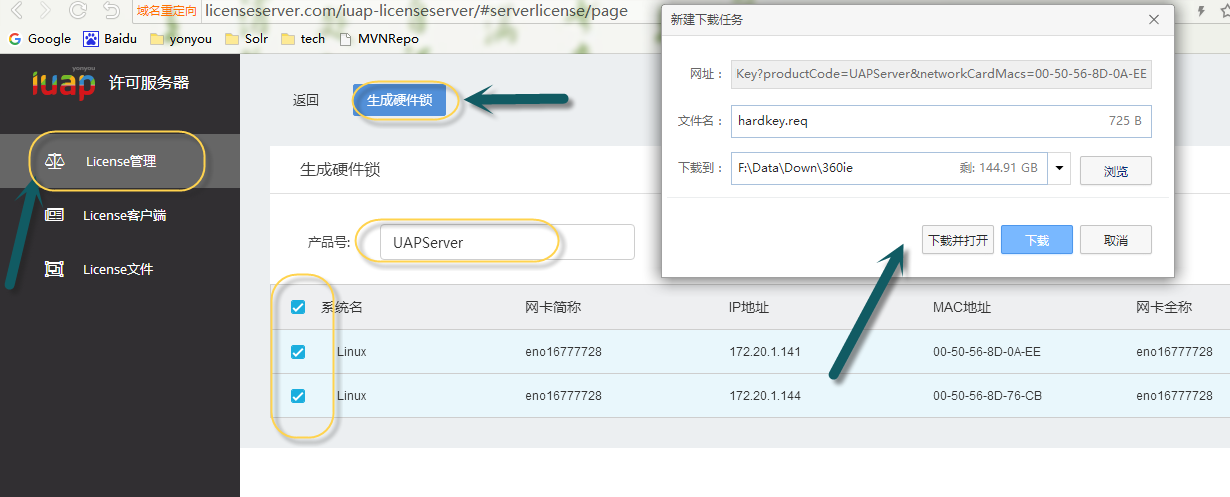 域名重定向 licenseserver.com/iuap-licenseserver/#serverlicense/page
Google Baidu yonyou Solr tech MVNRepo
yonyou
iuap 许可服务器
License管理
License客户端
License文件
返回 生成硬件锁
生成硬件锁
产品号: UAPServer
系统名 网卡简称 IP地址 MAC地址 网卡全称
Linux eno16777728 172.20.1.141 00-50-56-8D-0A-EE eno16777728
Linux eno16777728 172.20.1.144 00-50-56-8D-76-CB eno16777728
新建下载任务
网址： Key?productCode=UAPServer&networkCardMacs=00-50-56-8D-0A-EE
文件名： hardkey.req 725 B
下载到： F:\Data\Down\360ie 剩: 144.91 GB 浏览
下载并打开 下载 取消